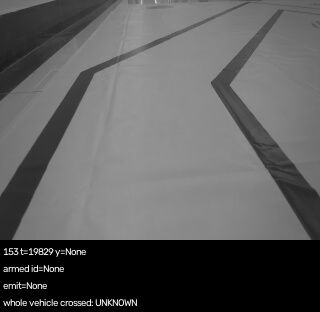 153 t=19829 y=None
armed id=None
emit=None
whole vehicle crossed: UNKNOWN